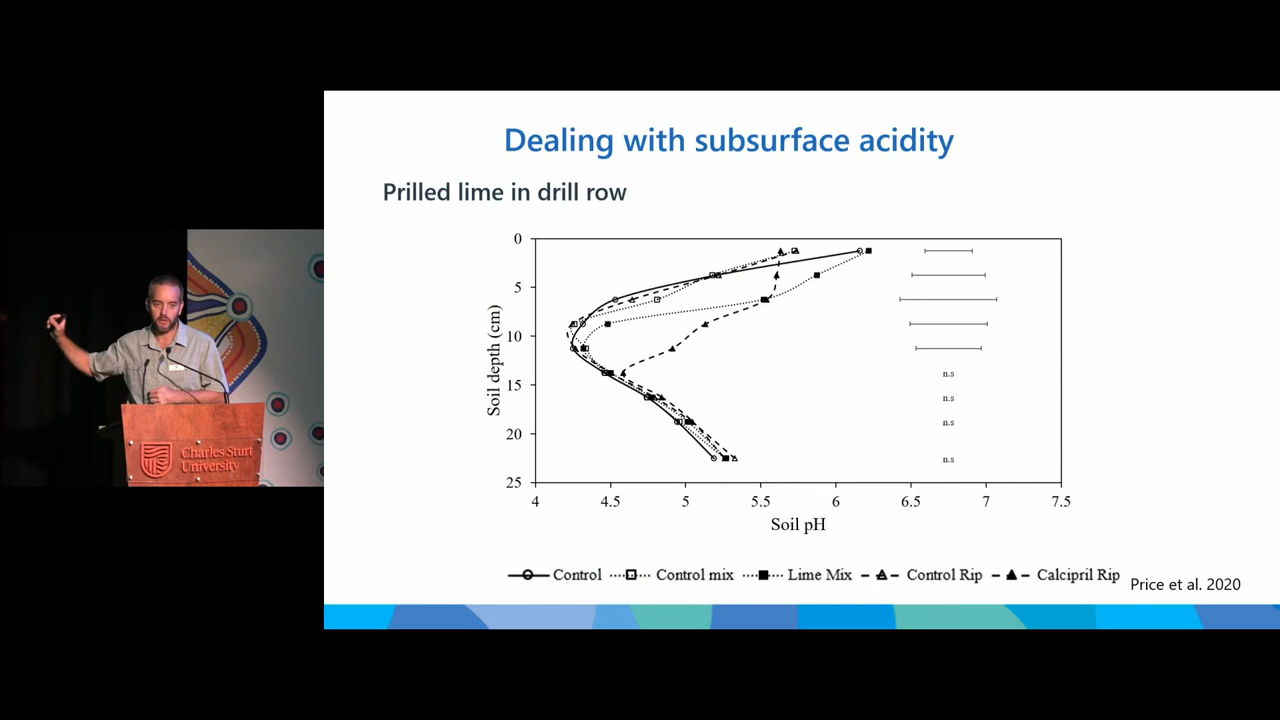 Dealing with subsurface acidity
Prilled lime in drill row
0
5
10
15
20
25
Soil depth (cm)
n.s
n.s
n.s
n.s
4
4.5
5
5.5
6
6.5
7
7.5
Soil pH
Control
Control mix
Lime Mix
Control Rip
Calcipril Rip
Price et al. 2020
Charles Sturt
University